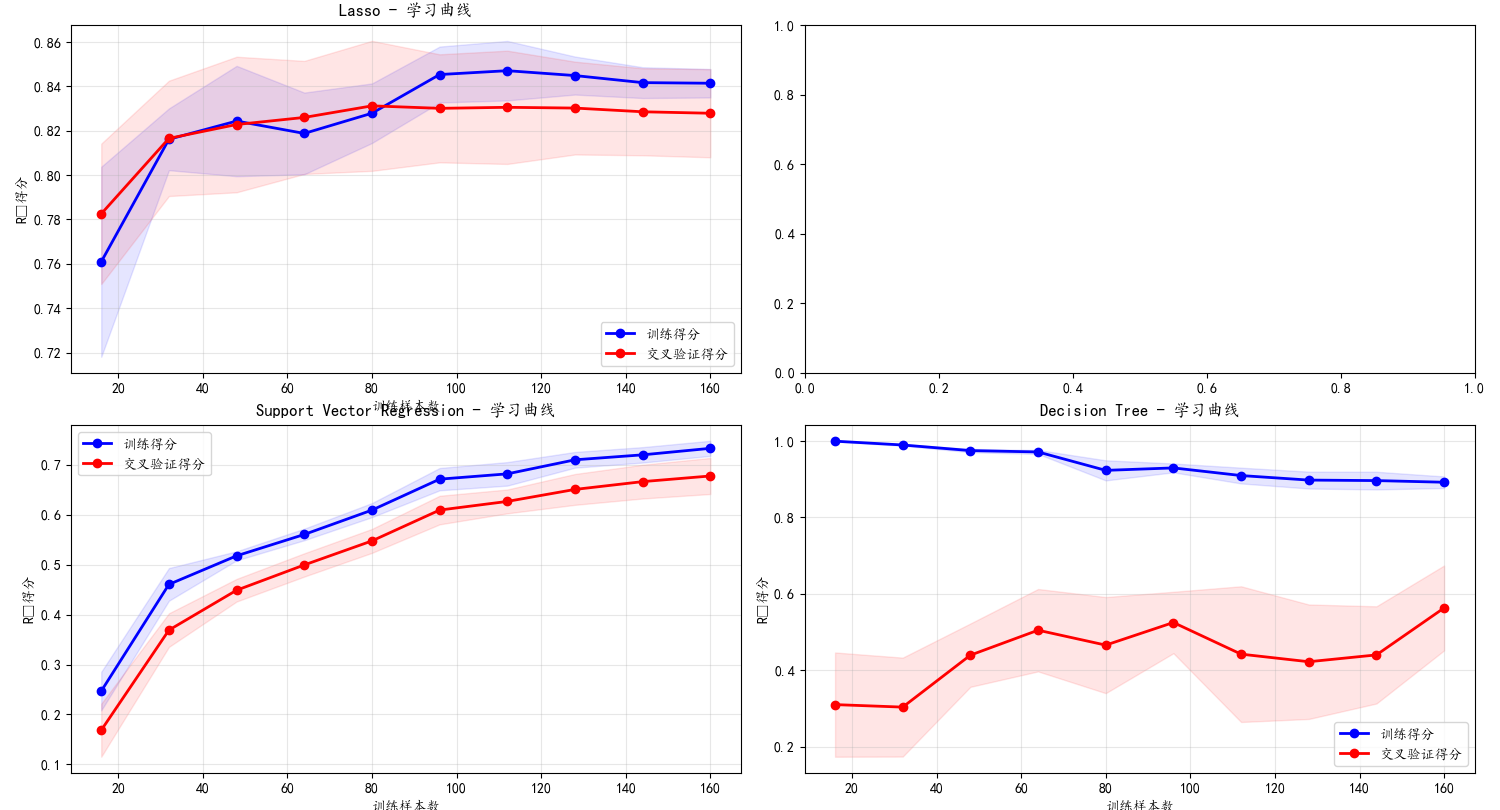 Lasso - 学习曲线
0.86
0.84
0.82
0.80
0.78
0.76
0.74
0.72
R□得分
训练得分
交叉验证得分
20 40 60 80 100 120 140 160
训练样本数
1.0
0.8
0.6
0.4
0.2
0.0
0.0 0.2 0.4 0.6 0.8 1.0
Support Vector Regression - 学习曲线
训练得分
交叉验证得分
0.7
0.6
0.5
0.4
0.3
0.2
0.1
R□得分
20 40 60 80 100 120 140 160
训练样本数
Decision Tree - 学习曲线
1.0
0.8
0.6
0.4
0.2
R□得分
训练得分
交叉验证得分
20 40 60 80 100 120 140 160
训练样本数